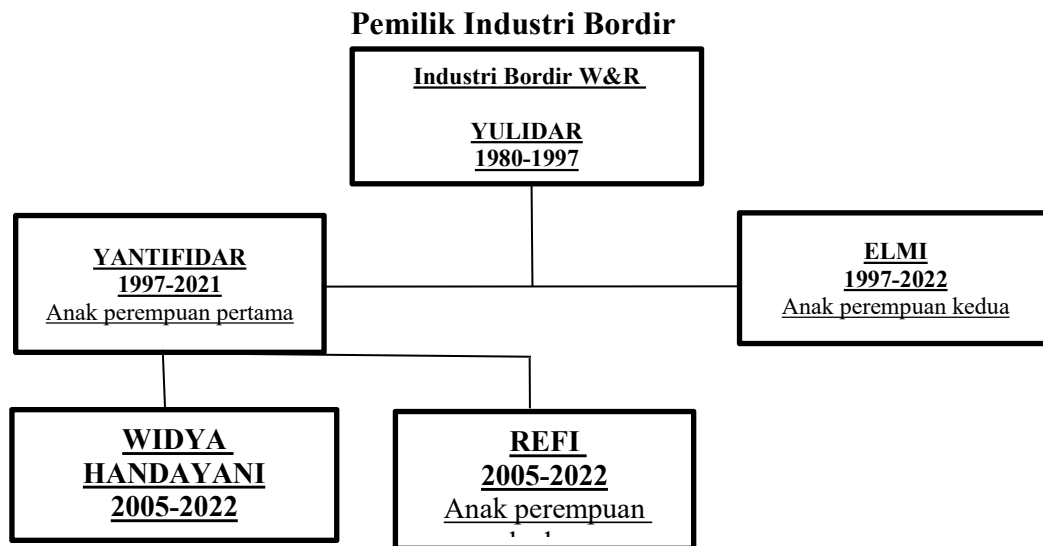 Pemilik Industri Bordir
Industri Bordir W&R
YULIDAR
1980-1997
YANTIFIDAR
1997-2021
Anak perempuan pertama
ELMI
1997-2022
Anak perempuan kedua
WIDYA
HANDAYANI
2005-2022
REFI
2005-2022
Anak perempuan